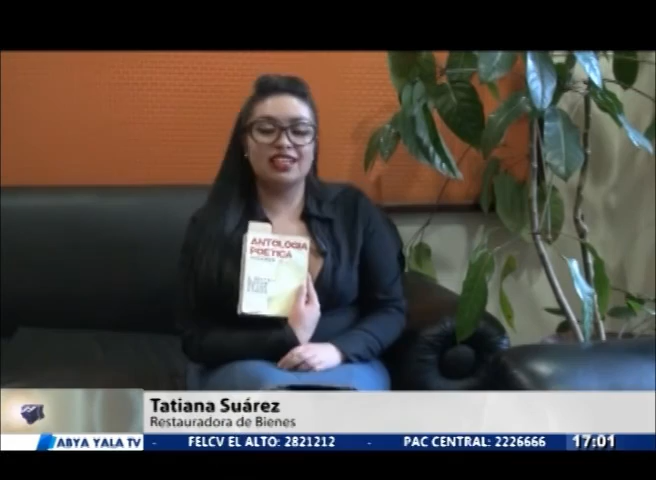 ANTOLOGIA
POETICA
Tatiana Suárez
Restauradora de Bienes
ABYA YALA TV - FELCV EL ALTO: 2821212 - PAC CENTRAL: 2226666 17:01